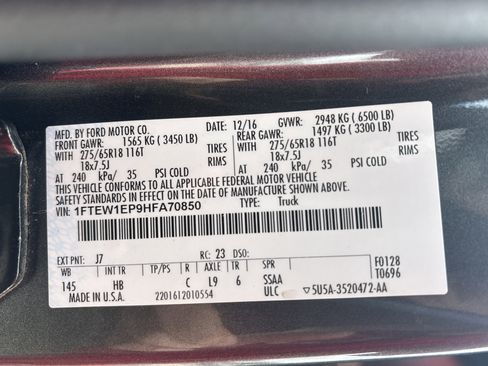 MFD. BY FORD MOTOR CO. DATE: 12/16 GVWR: 2948 KG ( 6500 LB)
FRONT GAWR: 1565 KG ( 3450 LB) REAR GAWR: 1497 KG ( 3300 LB)
WITH 275/65R18 116T TIRES WITH 275/65R18 116T TIRES
18x7.5J 18x7.5J
AT 240 kPa/ 35 PSI COLD AT 240 kPa/ 35 PSI COLD
THIS VEHICLE CONFORMS TO ALL APPLICABLE FEDERAL MOTOR VEHICLE
SAFETY STANDARDS IN EFFECT ON THE DATE OF MANUFACTURE SHOWN ABOVE.
VIN: 1FTEW1EP9HFA70850 TYPE: Truck
EXT PNT: J7 RC: 23 DSO: F0128
WB INT TR TP/PS R AXLE TR SPR T0696
145 HB C L9 6 SSAA
MADE IN U.S.A. 2201612010554 ULC 5U5A-3520472-AA